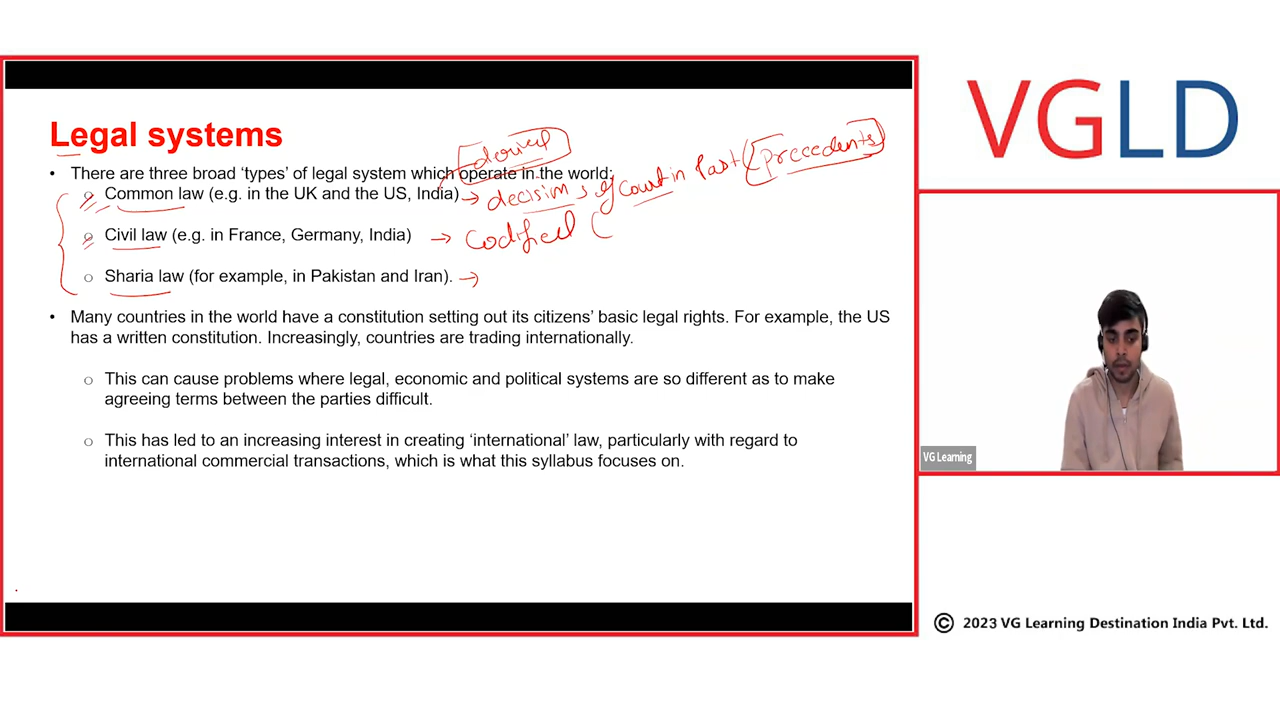 Legal systems
derived
• There are three broad ‘types’ of legal system which operate in the world:
o Common law (e.g. in the UK and the US, India) → decisions of Court in Past (precedents)
o Civil law (e.g. in France, Germany, India) → Codified (
o Sharia law (for example, in Pakistan and Iran). →
• Many countries in the world have a constitution setting out its citizens’ basic legal rights. For example, the US
has a written constitution. Increasingly, countries are trading internationally.
o This can cause problems where legal, economic and political systems are so different as to make
agreeing terms between the parties difficult.
o This has led to an increasing interest in creating ‘international’ law, particularly with regard to
international commercial transactions, which is what this syllabus focuses on.
VGLD
VG Learning
© 2023 VG Learning Destination India Pvt. Ltd.